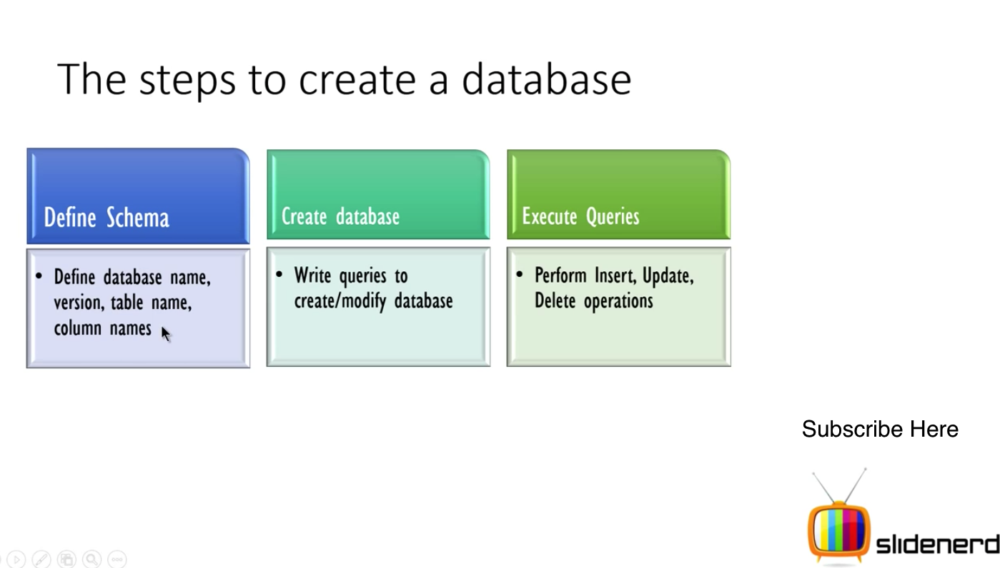 The steps to create a database
Define Schema
• Define database name,
version, table name,
column names
Create database
• Write queries to
create/modify database
Execute Queries
• Perform Insert, Update,
Delete operations
Subscribe Here
slidenerd